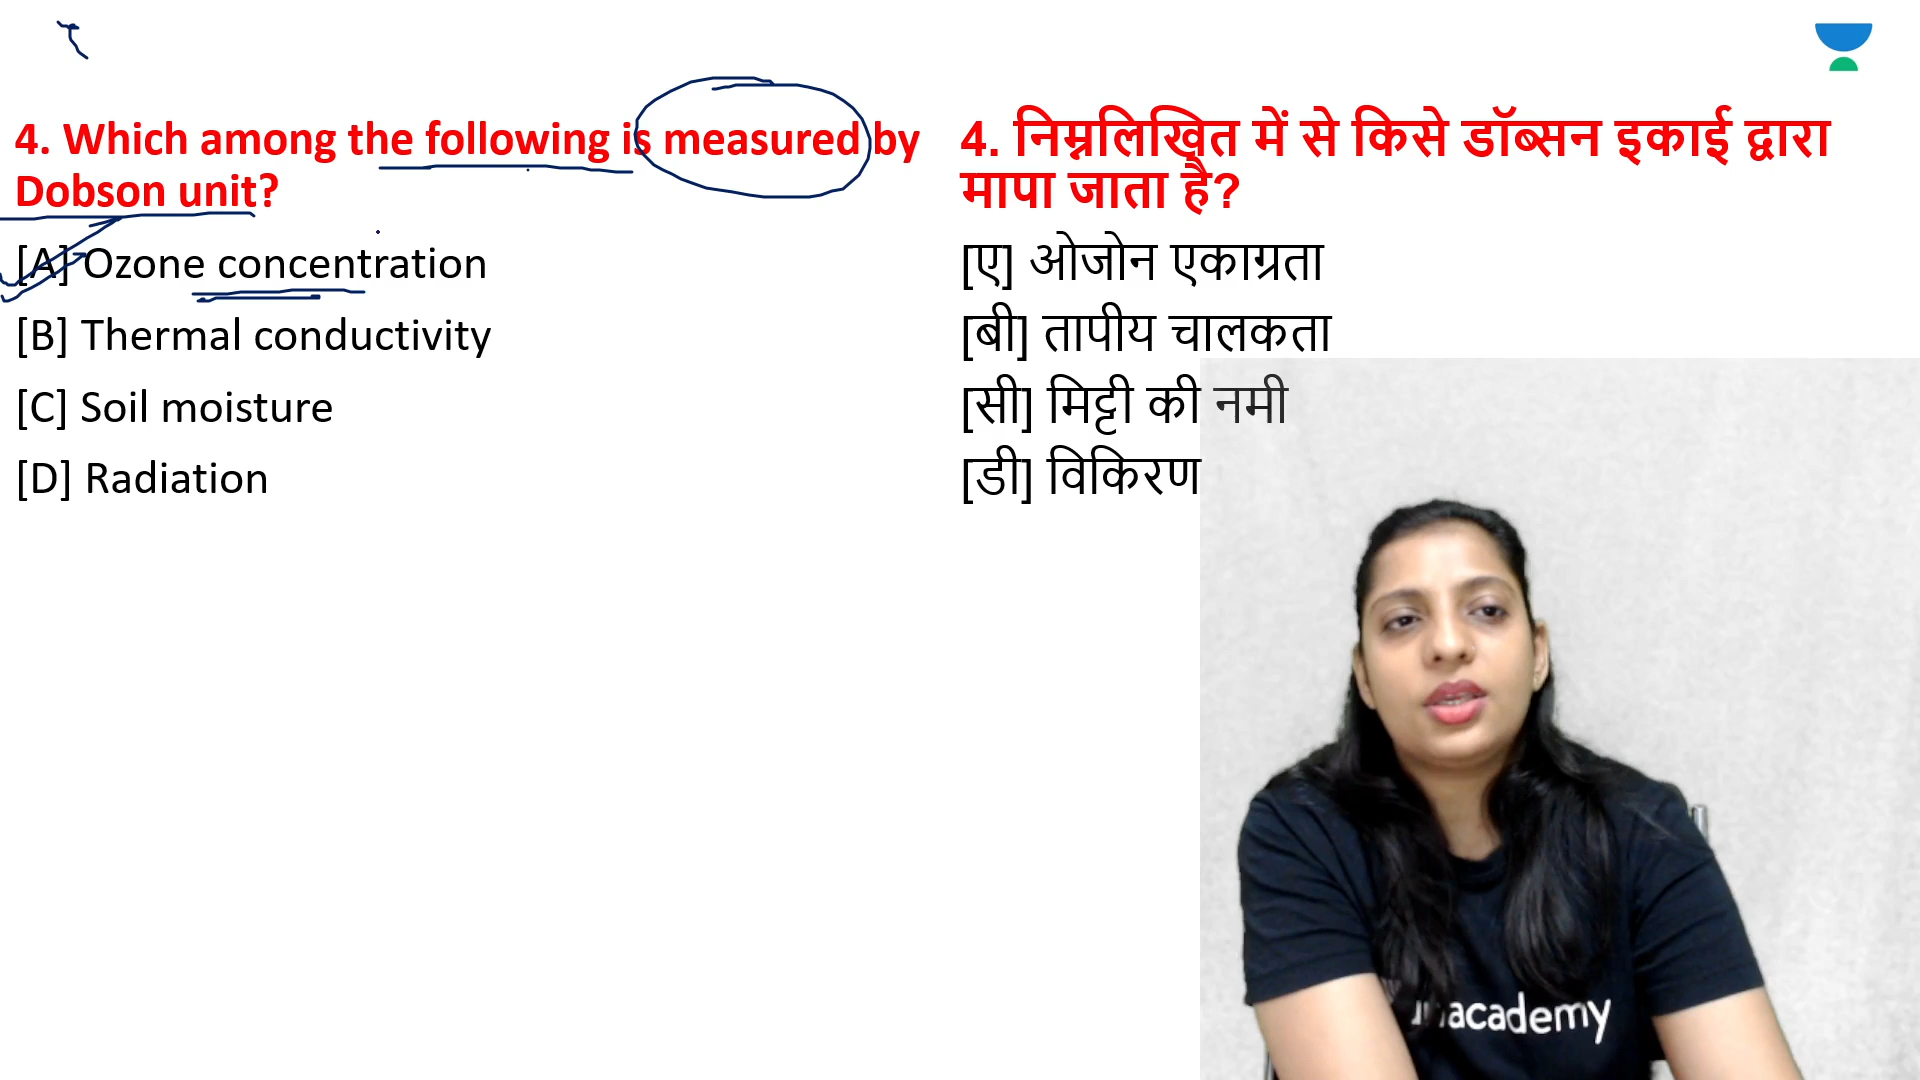 4. Which among the following is measured by
Dobson unit?
[A] Ozone concentration
[B] Thermal conductivity
[C] Soil moisture
[D] Radiation
4. निम्नलिखित में से किसे डॉब्सन इकाई द्वारा
मापा जाता है?
[ए] ओजोन एकाग्रता
[बी] तापीय चालकता
[सी] मिट्टी की नमी
[डी] विकिरण
unacademy